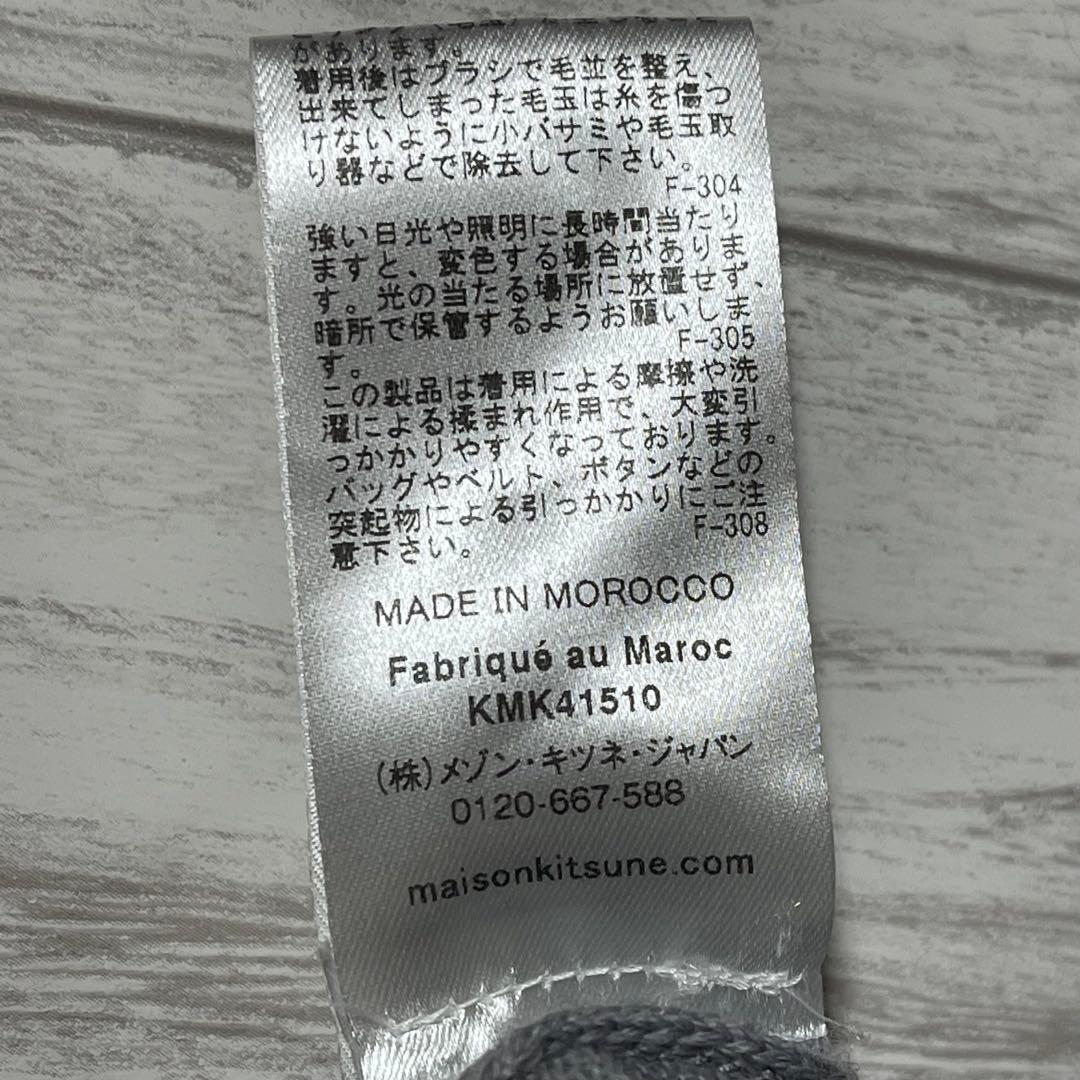 があります。
着用後はブラシで毛並を整え、
出来てしまった毛玉は糸を傷つ
けないように小バサミや毛玉取
り器などで除去して下さい。
F-304
強い日光や照明に長時間当たり
ますと、変色する場合がありま
す。光の当たる場所に放置せず、
暗所で保管するようお願いしま
す。
F-305
この製品は着用による摩擦や洗
濯による揉まれ作用で、大変引
っかかりやすくなっております。
バッグやベルト、ボタンなどの
突起物による引っかかりにご注
意下さい。
F-308
MADE IN MOROCCO
Fabriqué au Maroc
KMK41510
(株)メゾン・キツネ・ジャパン
0120-667-588
maisonkitsune.com